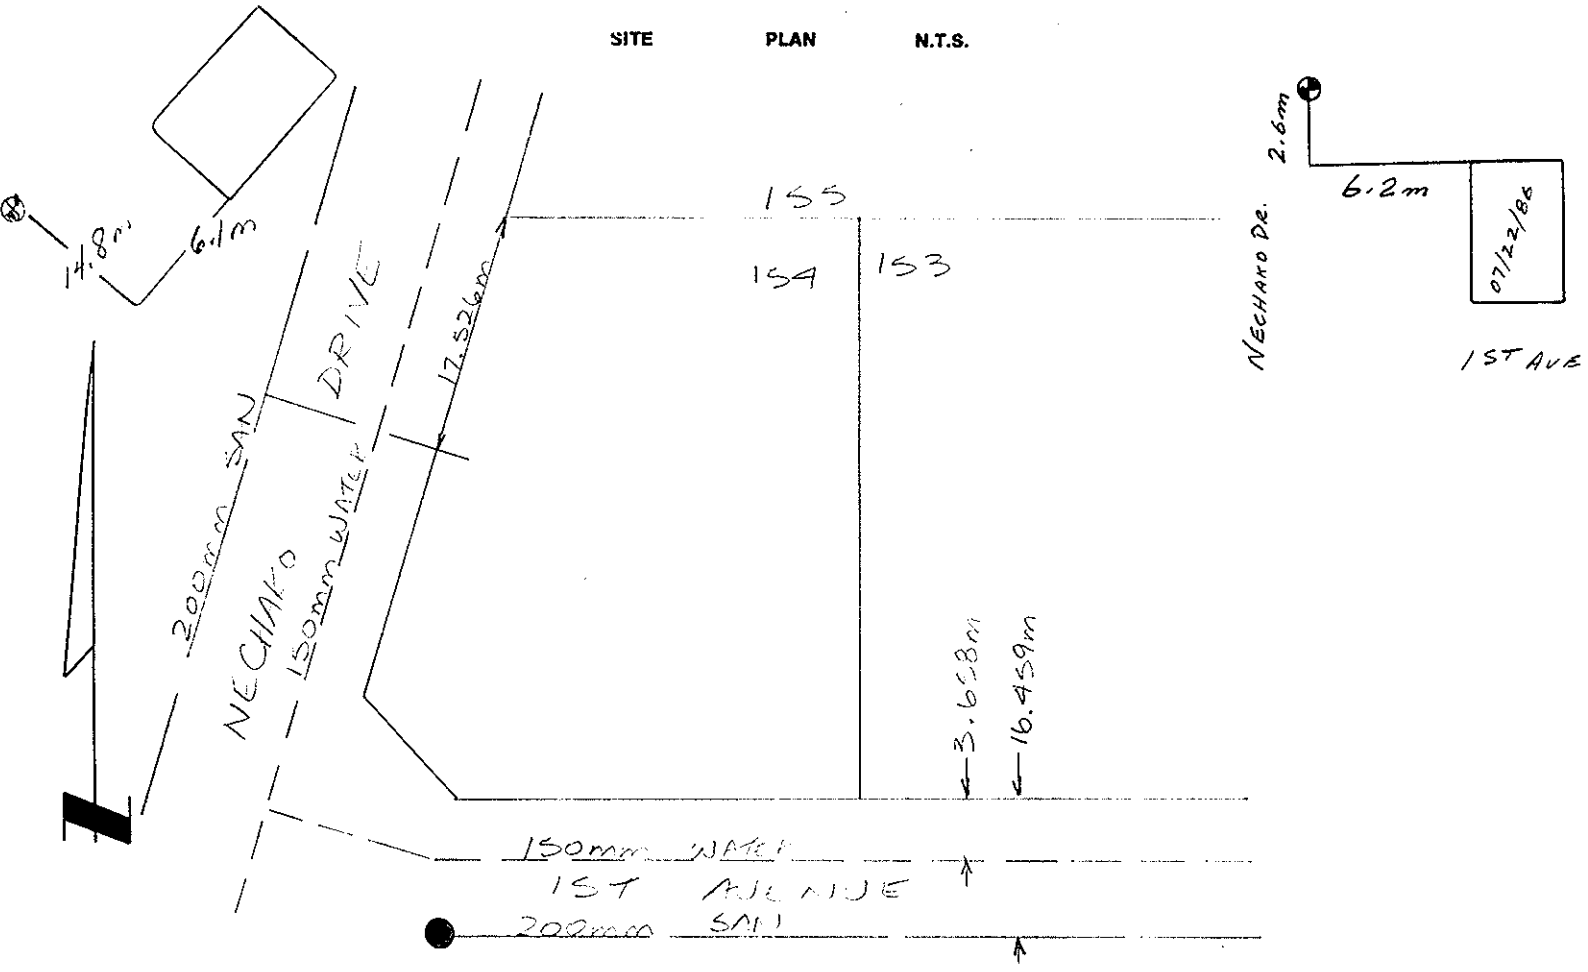 SITE PLAN N.T.S.
2.6m
6.2m
NECHAKO DR.
07/22/86
1ST AVE
14.8m
6.1m
155
154
153
17.526m
NECHAKO DRIVE
200mm SAN
150mm WATER
3.658m
16.459m
150mm WATER
1ST AVENUE
200mm SAN